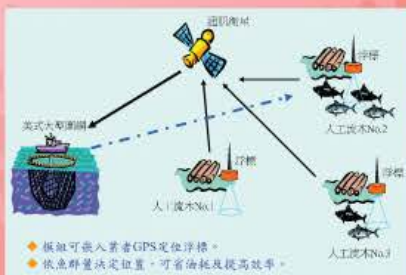 通訊衛星
浮標
人工流木No.2
美式大型圍網
浮標
人工流木No.1
浮標
人工流木No.3
模組可嵌入業者GPS定位浮標。
依魚群量決定位置,可省油耗及提高效率。